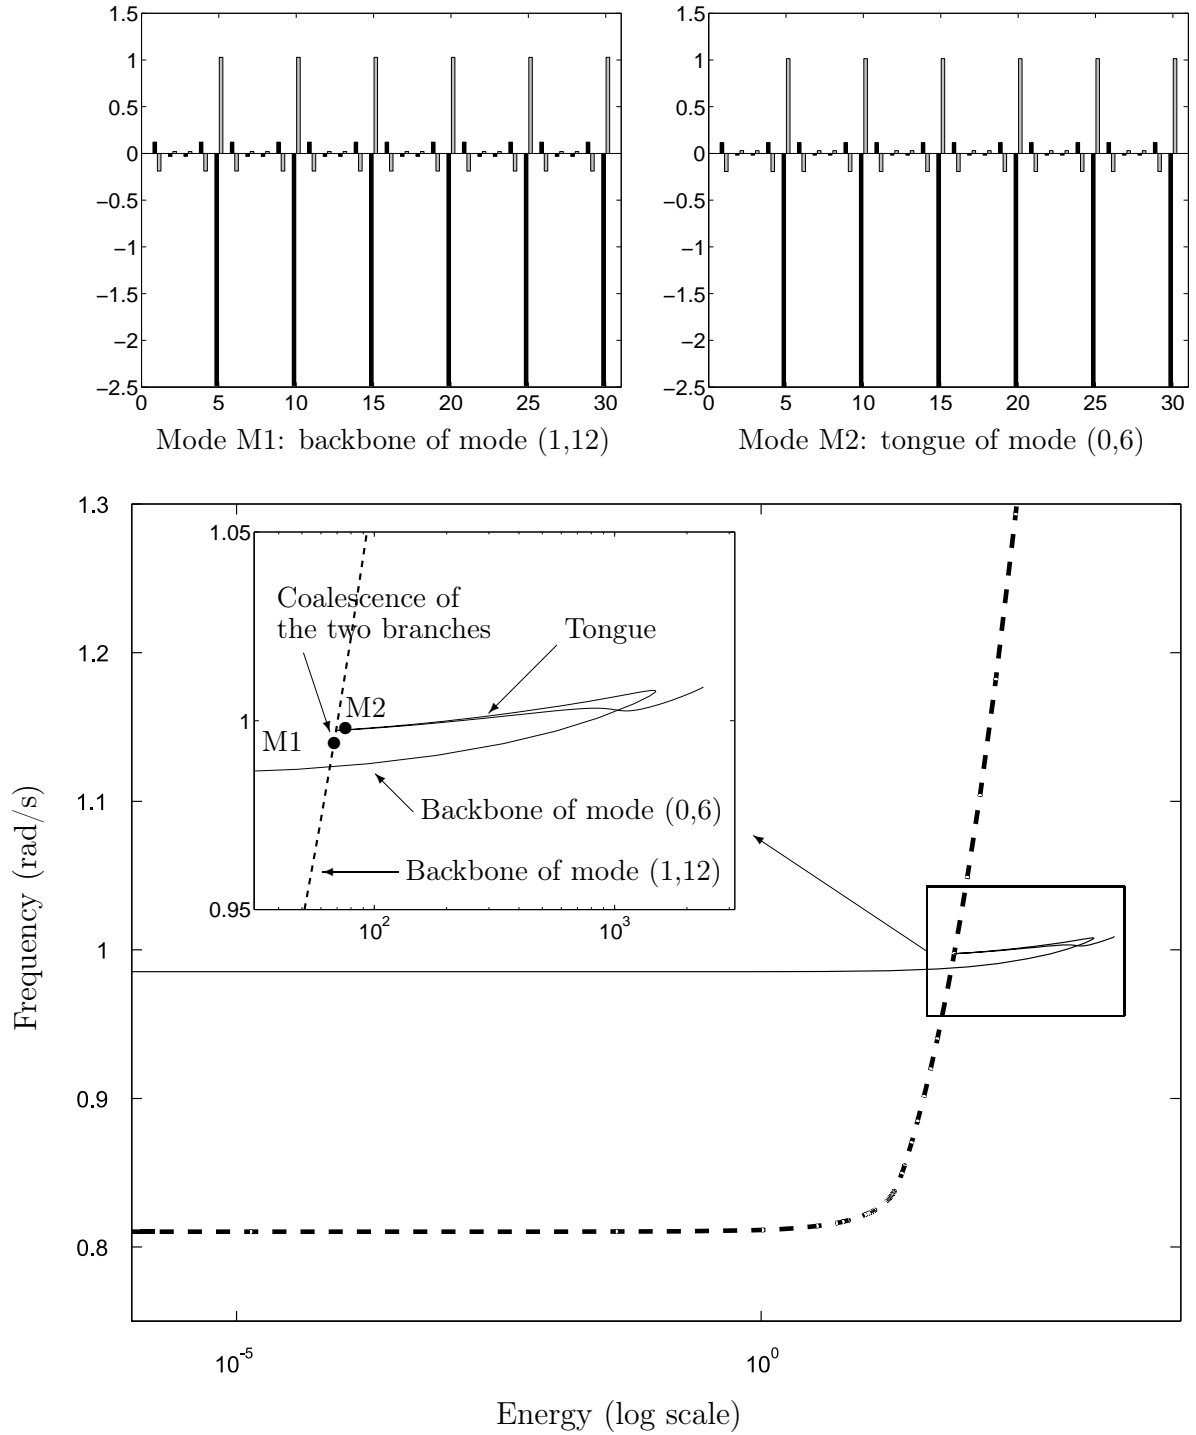 1.5
1
0.5
0
−0.5
−1
−1.5
−2
−2.5
0 5 10 15 20 25 30
Mode M1: backbone of mode (1,12)
1.5
1
0.5
0
−0.5
−1
−1.5
−2
−2.5
0 5 10 15 20 25 30
Mode M2: tongue of mode (0,6)
1.3
1.2
1.1
1
0.9
0.8
Frequency (rad/s)
1.05
1
0.95
10^2 10^3
Coalescence of
the two branches
Tongue
M2
M1
Backbone of mode (0,6)
Backbone of mode (1,12)
10^-5 10^0
Energy (log scale)